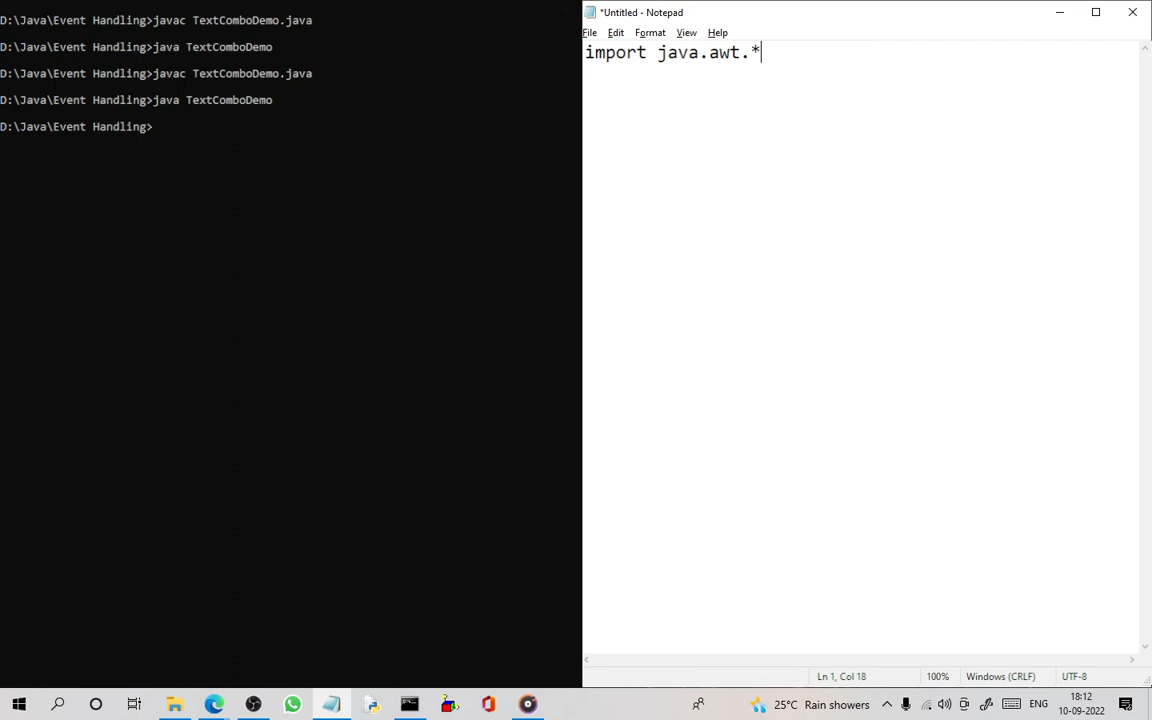 D:\Java\Event Handling>javac TextComboDemo.java
D:\Java\Event Handling>java TextComboDemo
D:\Java\Event Handling>javac TextComboDemo.java
D:\Java\Event Handling>java TextComboDemo
D:\Java\Event Handling>
*Untitled - Notepad
File Edit Format View Help
import java.awt.*
Ln 1, Col 18 100% Windows (CRLF) UTF-8
25°C Rain showers ENG 18:12
10-09-2022